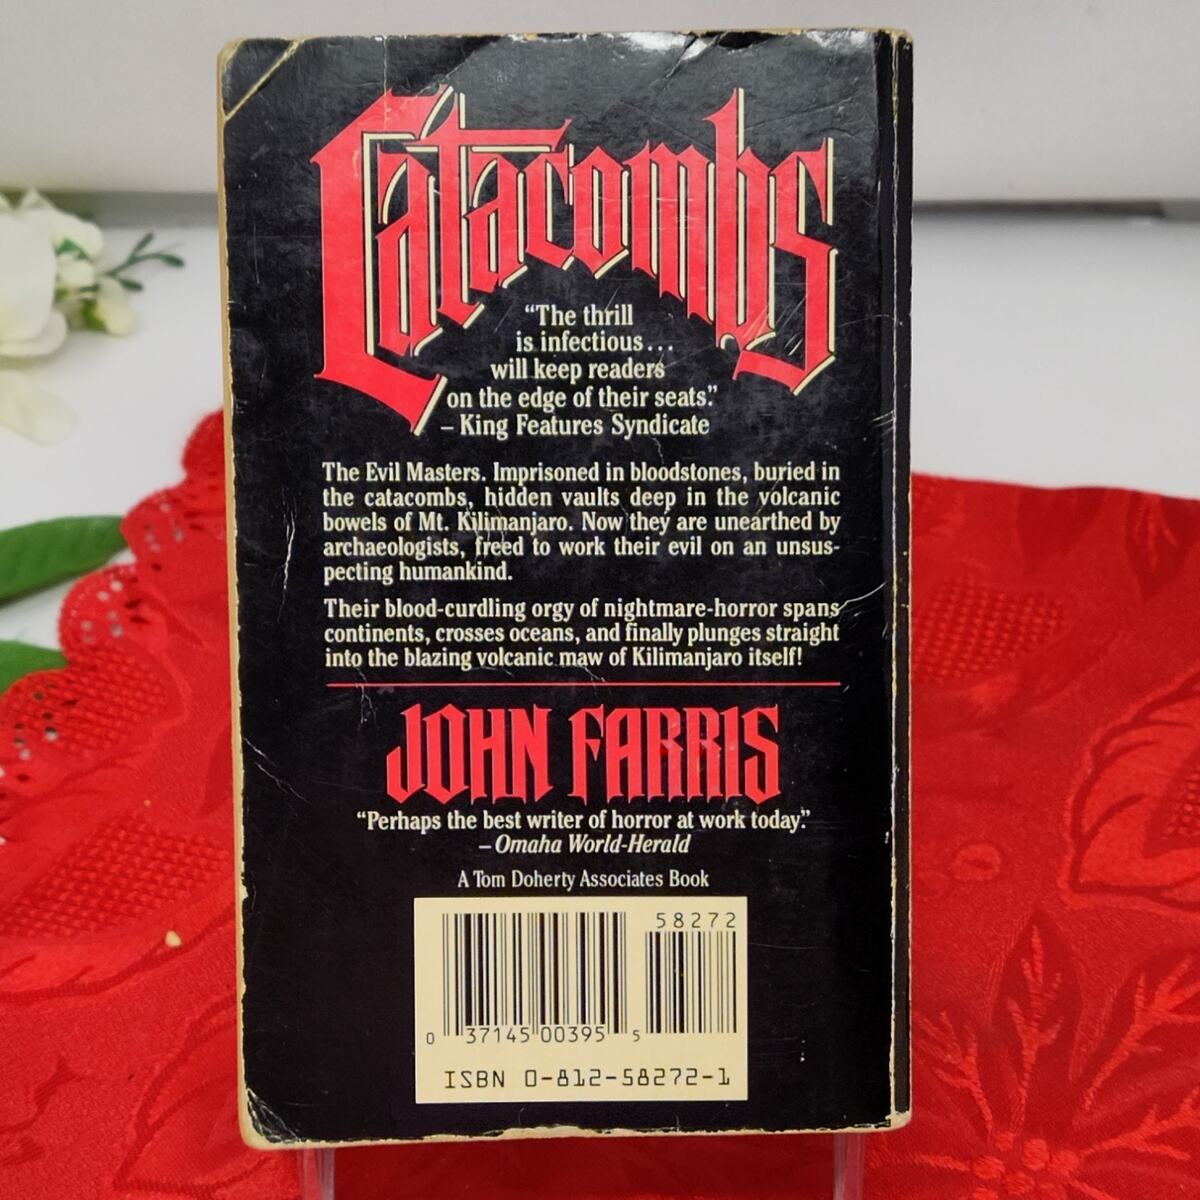 Catacombs
“The thrill
is infectious...
will keep readers
on the edge of their seats.”
– King Features Syndicate
The Evil Masters. Imprisoned in bloodstones, buried in
the catacombs, hidden vaults deep in the volcanic
bowels of Mt. Kilimanjaro. Now they are unearthed by
archaeologists, freed to work their evil on an unsus-
pecting humankind.
Their blood-curdling orgy of nightmare-horror spans
continents, crosses oceans, and finally plunges straight
into the blazing volcanic maw of Kilimanjaro itself!
JOHN FARRIS
“Perhaps the best writer of horror at work today.”
– Omaha World-Herald
A Tom Doherty Associates Book
58272
0 37145 00395 5
ISBN 0-812-58272-1